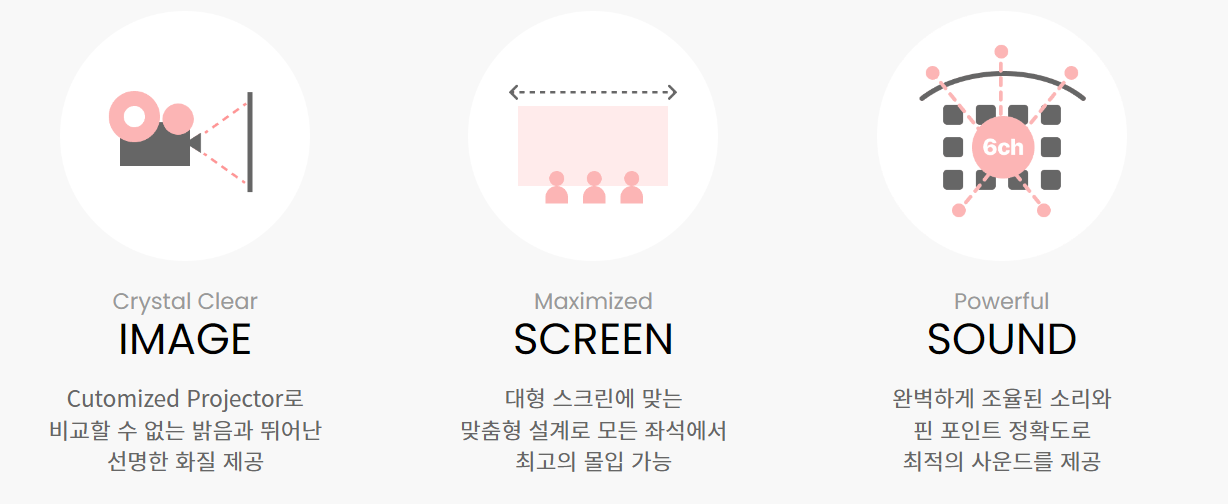 6ch
Crystal Clear
IMAGE
Cutomized Projector로
비교할 수 없는 밝음과 뛰어난
선명한 화질 제공
Maximized
SCREEN
대형 스크린에 맞는
맞춤형 설계로 모든 좌석에서
최고의 몰입 가능
Powerful
SOUND
완벽하게 조율된 소리와
핀 포인트 정확도로
최적의 사운드를 제공